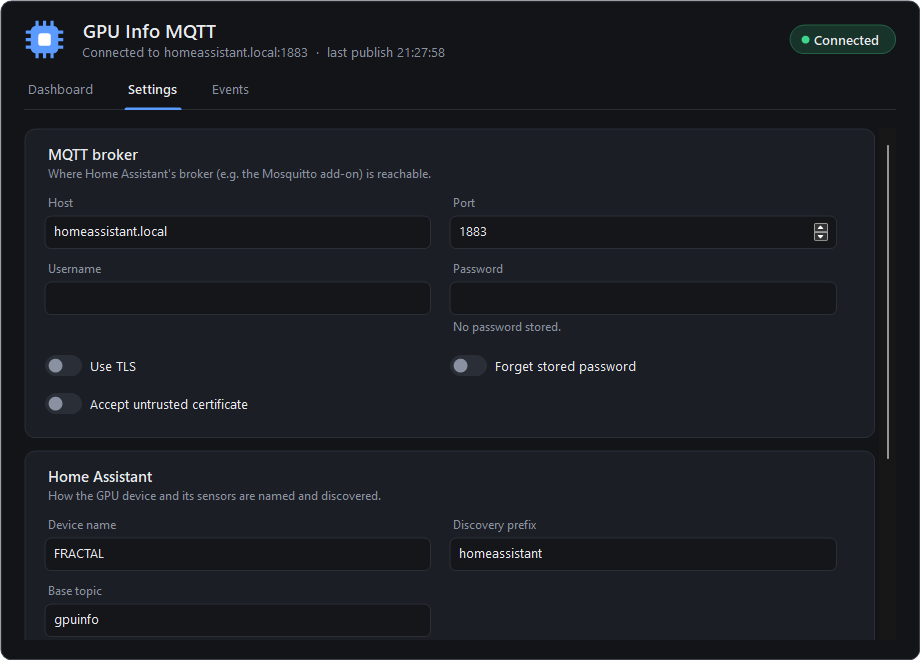 GPU Info MQTT
Connected to homeassistant.local:1883 · last publish 21:27:58
Connected
Dashboard Settings Events
MQTT broker
Where Home Assistant's broker (e.g. the Mosquitto add-on) is reachable.
Host Port
homeassistant.local 1883
Username Password
No password stored.
Use TLS Forget stored password
Accept untrusted certificate
Home Assistant
How the GPU device and its sensors are named and discovered.
Device name Discovery prefix
FRACTAL homeassistant
Base topic
gpuinfo